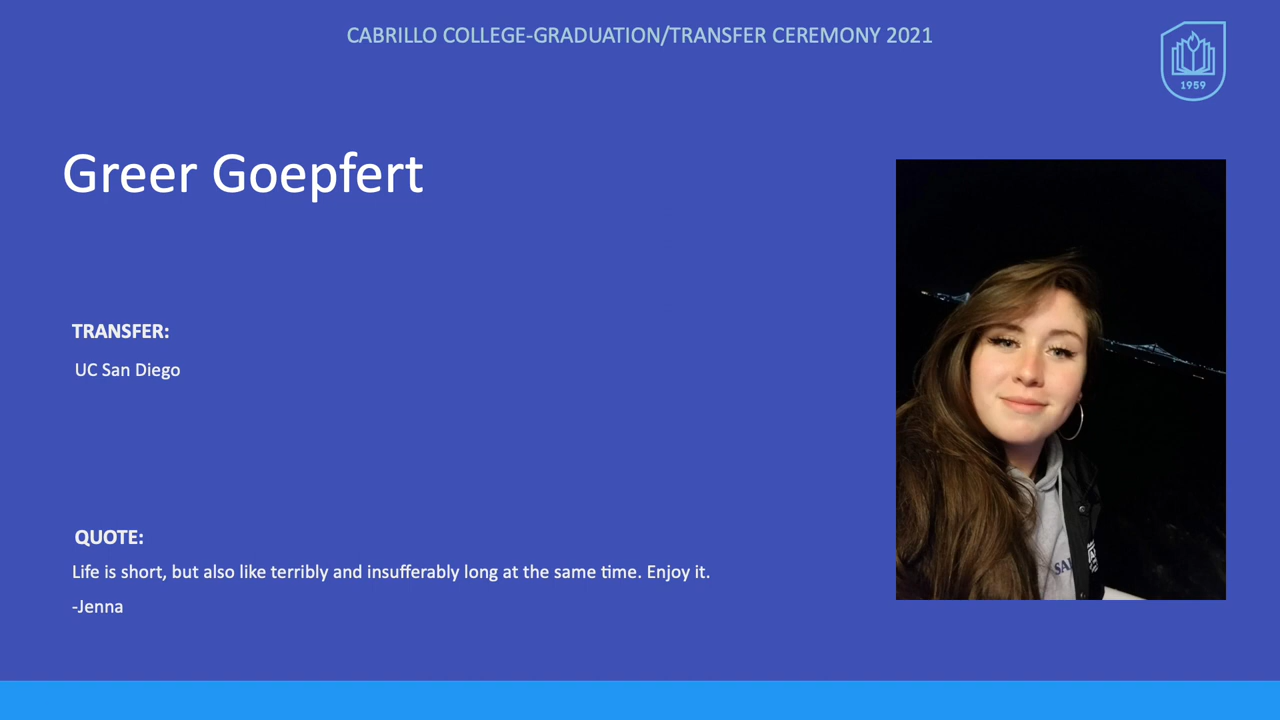 CABRILLO COLLEGE-GRADUATION/TRANSFER CEREMONY 2021
1959
Greer Goepfert
TRANSFER:
UC San Diego
QUOTE:
Life is short, but also like terribly and insufferably long at the same time. Enjoy it.
-Jenna